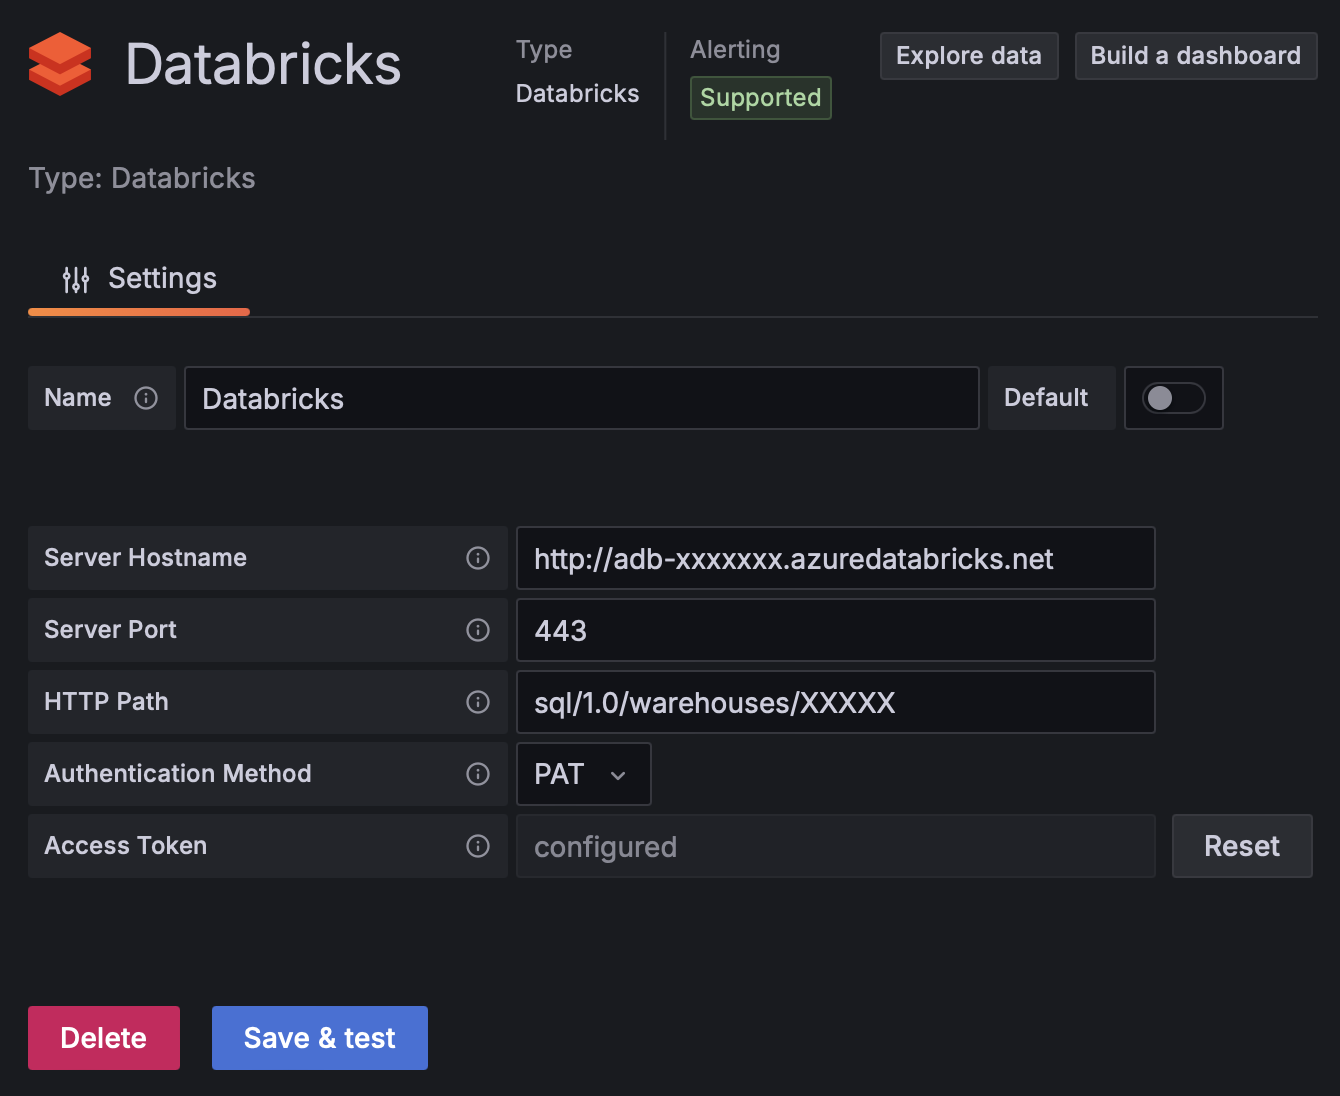 Databricks
Type
Databricks
Alerting
Supported
Explore data
Build a dashboard
Type: Databricks
Settings
Name
Databricks
Default
Server Hostname
http://adb-xxxxxxx.azuredatabricks.net
Server Port
443
HTTP Path
sql/1.0/warehouses/XXXXX
Authentication Method
PAT
Access Token
configured
Reset
Delete
Save & test